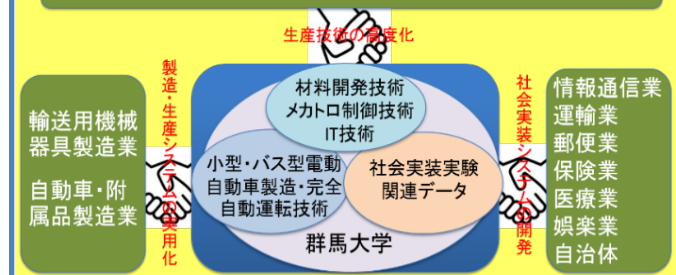 生産技術の高度化
輸送用機械
器具製造業
自動車・附
属品製造業
製造・生産システムの実用化
材料開発技術
メカトロ制御技術
IT技術
小型・バス型電動
自動車製造・完全
自動運転技術
社会実装実験
関連データ
群馬大学
社会実装システムの開発
情報通信業
運輸業
郵便業
保険業
医療業
娯楽業
自治体